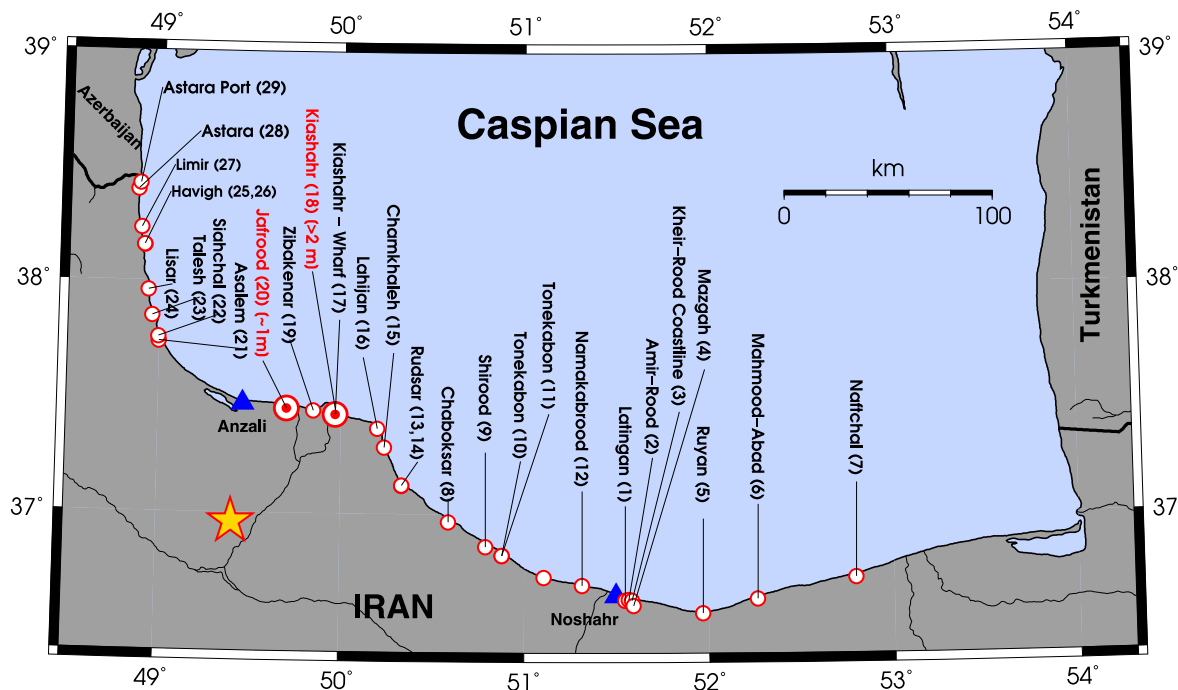 49° 50° 51° 52° 53° 54°
39° 39°
Astara Port (29)
Azerbaijan
Astara (28)
Limir (27)
Havigh (25,26)
Caspian Sea
km
0 100
Turkmenistan
38° 38°
Lisar (24)
Talesh (23)
Siahchal (22)
Asalem (21)
Jafrood (20) (~1m)
Zibakenar (19)
Kiashahr (18) (>2 m)
Kiashahr – Wharf (17)
Lahijan (16)
Chamkhaleh (15)
Rudsar (13,14)
Chaboksar (8)
Shirood (9)
Tonekabon (10)
Tonekabon (11)
Namakabrood (12)
Latingan (1)
Amir–Rood (2)
Kheir–Rood Coastline (3)
Mazgah (4)
Ruyan (5)
Mahmood–Abad (6)
Naftchal (7)
Anzali
37° 37°
IRAN
Noshahr
49° 50° 51° 52° 53° 54°